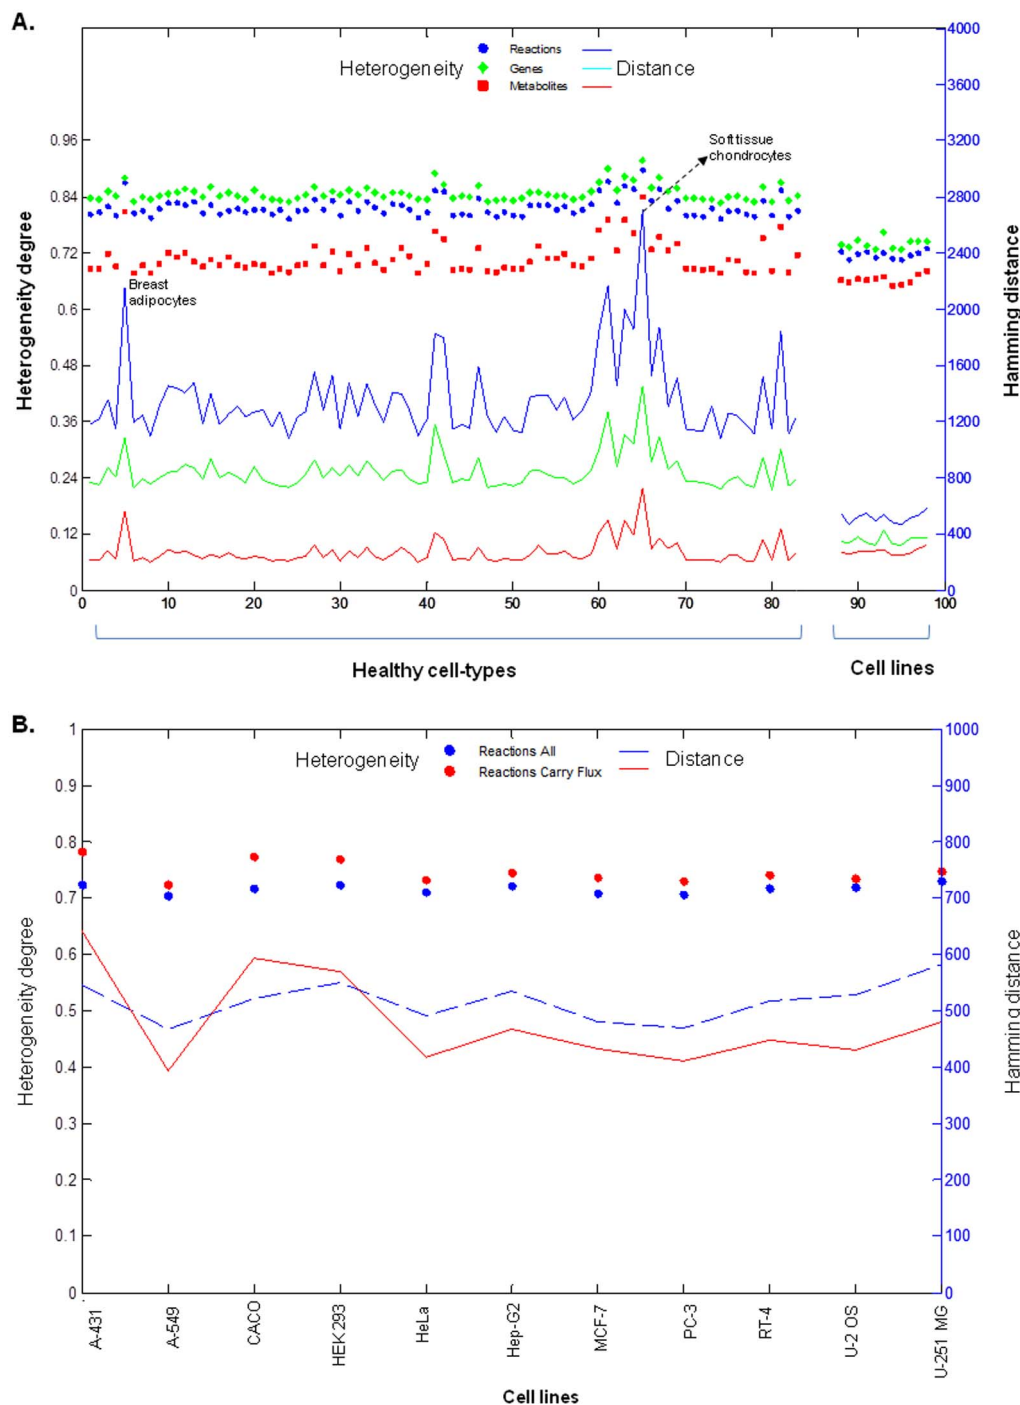 A.
Heterogeneity
Reactions
Genes
Metabolites
Distance
Soft tissue
chondrocytes
Breast
adipocytes
Heterogeneity degree
0.96
0.84
0.72
0.6
0.48
0.36
0.24
0.12
0
4000
3600
3200
2800
2400
2000
1600
1200
800
400
0
Hamming distance
0 10 20 30 40 50 60 70 80 90 100
Healthy cell-types
Cell lines
B.
Heterogeneity
Reactions All
Reactions Carry Flux
Distance
Heterogeneity degree
1
0.9
0.8
0.7
0.6
0.5
0.4
0.3
0.2
0.1
0
1000
900
800
700
600
500
400
300
200
100
0
Hamming distance
A-431
A-549
CACO
HEK 293
HeLa
Hep-G2
MCF-7
PC-3
RT-4
U-2 OS
U-251 MG
Cell lines